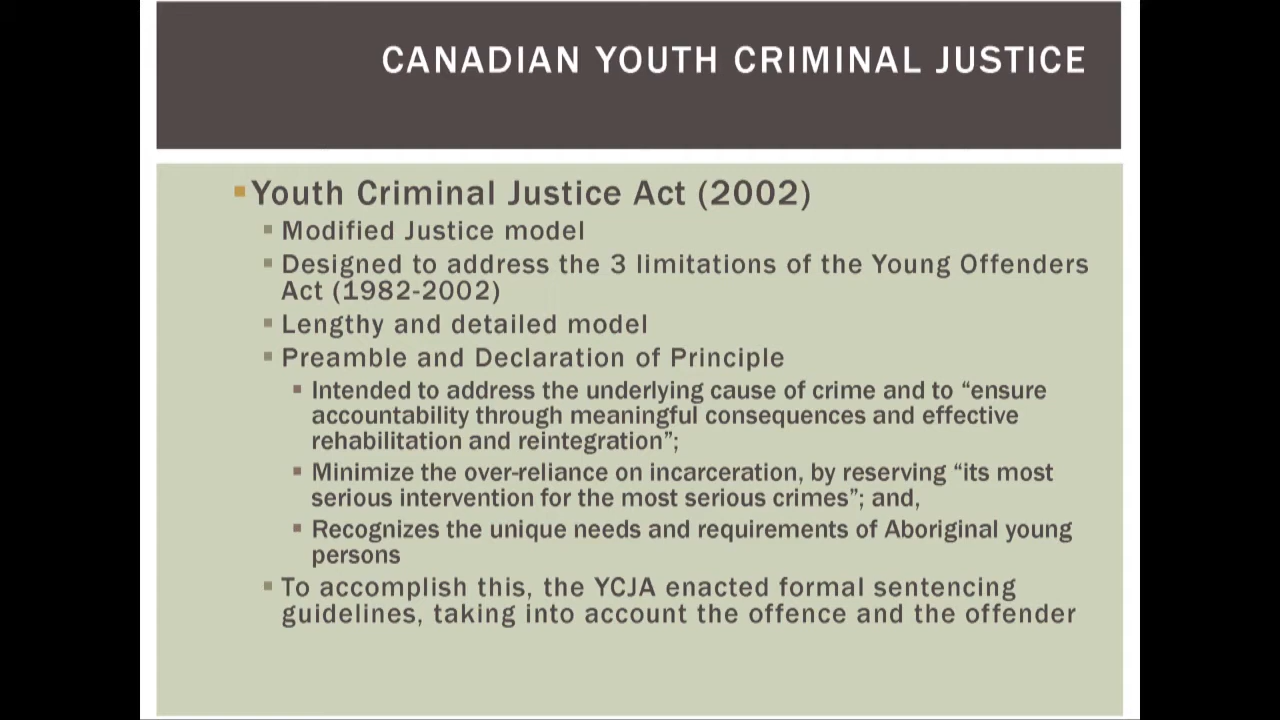 CANADIAN YOUTH CRIMINAL JUSTICE
Youth Criminal Justice Act (2002)
Modified Justice model
Designed to address the 3 limitations of the Young Offenders
Act (1982-2002)
Lengthy and detailed model
Preamble and Declaration of Principle
Intended to address the underlying cause of crime and to “ensure
accountability through meaningful consequences and effective
rehabilitation and reintegration”;
Minimize the over-reliance on incarceration, by reserving “its most
serious intervention for the most serious crimes”; and,
Recognizes the unique needs and requirements of Aboriginal young
persons
To accomplish this, the YCJA enacted formal sentencing
guidelines, taking into account the offence and the offender